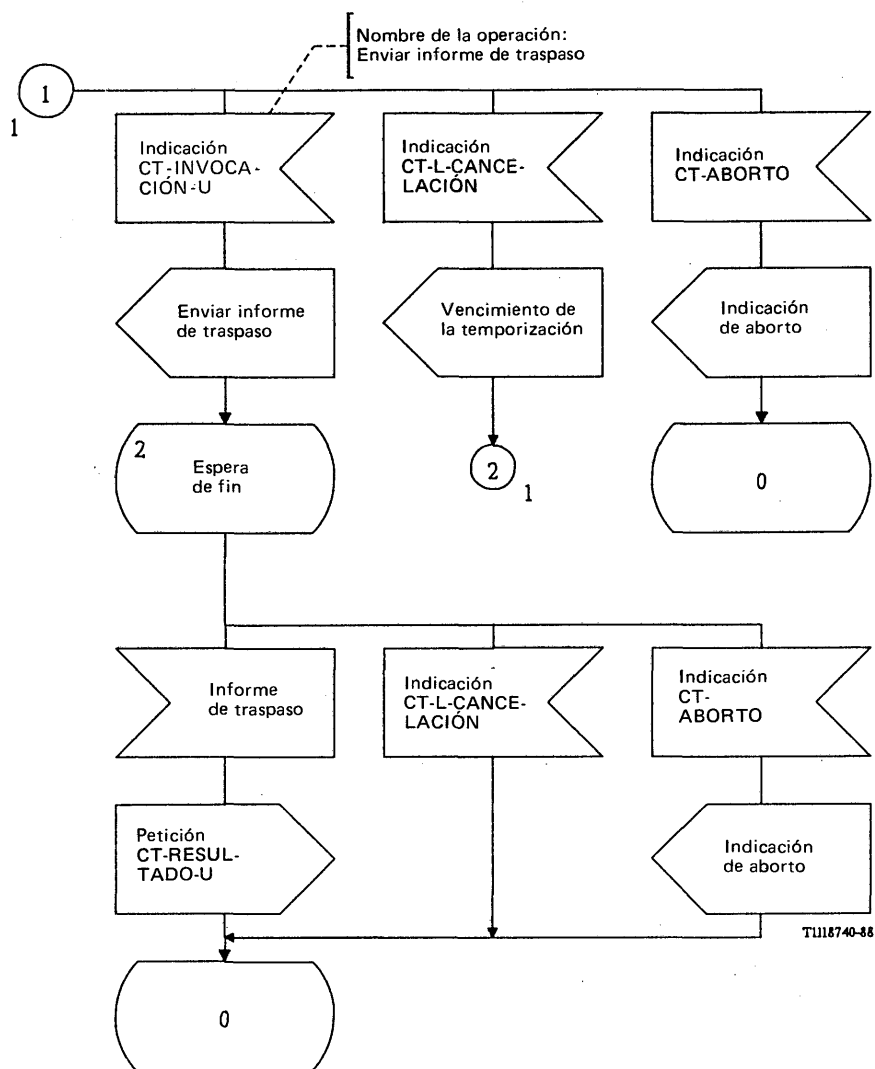 Nombre de la operación:
Enviar informe de traspaso
1
1
Indicación
CT-INVOCA-
CIÓN-U
Indicación
CT-L-CANCE-
LACIÓN
Indicación
CT-ABORTO
Enviar informe
de traspaso
Vencimiento de
la temporización
Indicación
de aborto
2
Espera
de fin
2
1
0
Informe
de traspaso
Indicación
CT-L-CANCE-
LACIÓN
Indicación
CT-
ABORTO
Petición
CT-RESUL-
TADO-U
Indicación
de aborto
T1118740-88
0